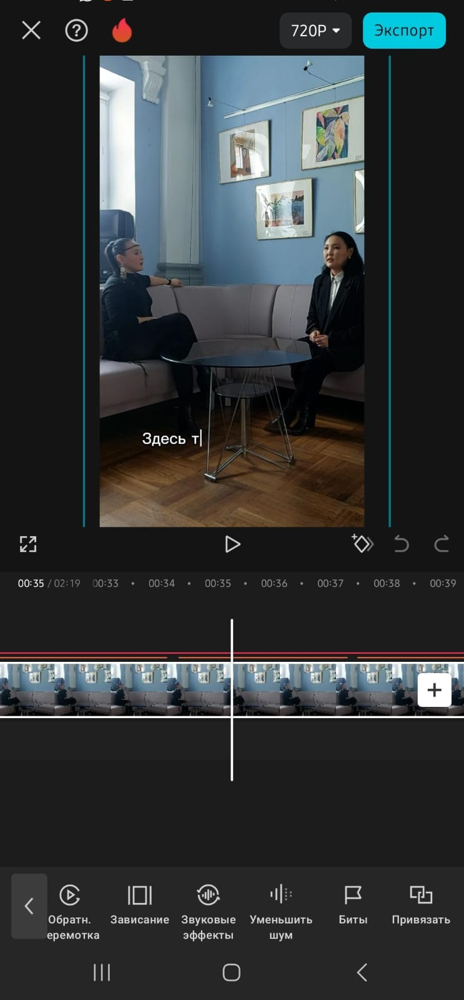 720P
Экспорт
Здесь т
00:35 / 02:19 00:33 00:34 00:35 00:36 00:37 00:38 00:39
Обратн. Зависание Звуковые Уменьшить Биты Привязать
еремотка эффекты шум